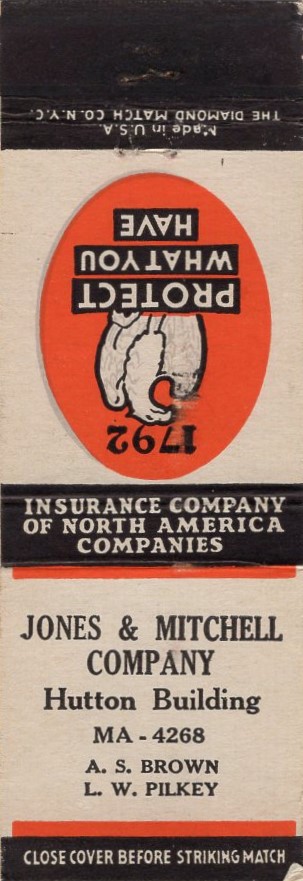 Made in U.S.A.
THE DIAMOND MATCH CO. N.Y.C.
PROTECT
WHAT YOU
HAVE
1792
INSURANCE COMPANY
OF NORTH AMERICA
COMPANIES
JONES & MITCHELL
COMPANY
Hutton Building
MA - 4268
A. S. BROWN
L. W. PILKEY
CLOSE COVER BEFORE STRIKING MATCH